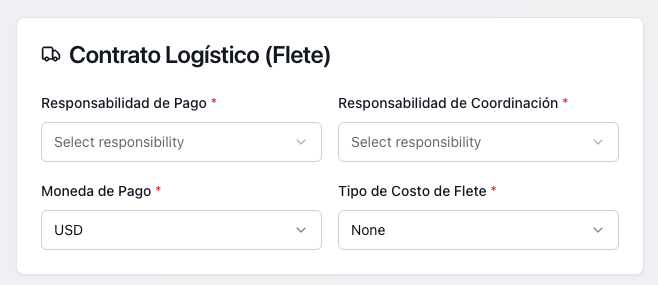 Contrato Logístico (Flete)
Responsabilidad de Pago *
Responsabilidad de Coordinación *
Select responsibility
Select responsibility
Moneda de Pago *
Tipo de Costo de Flete *
USD
None